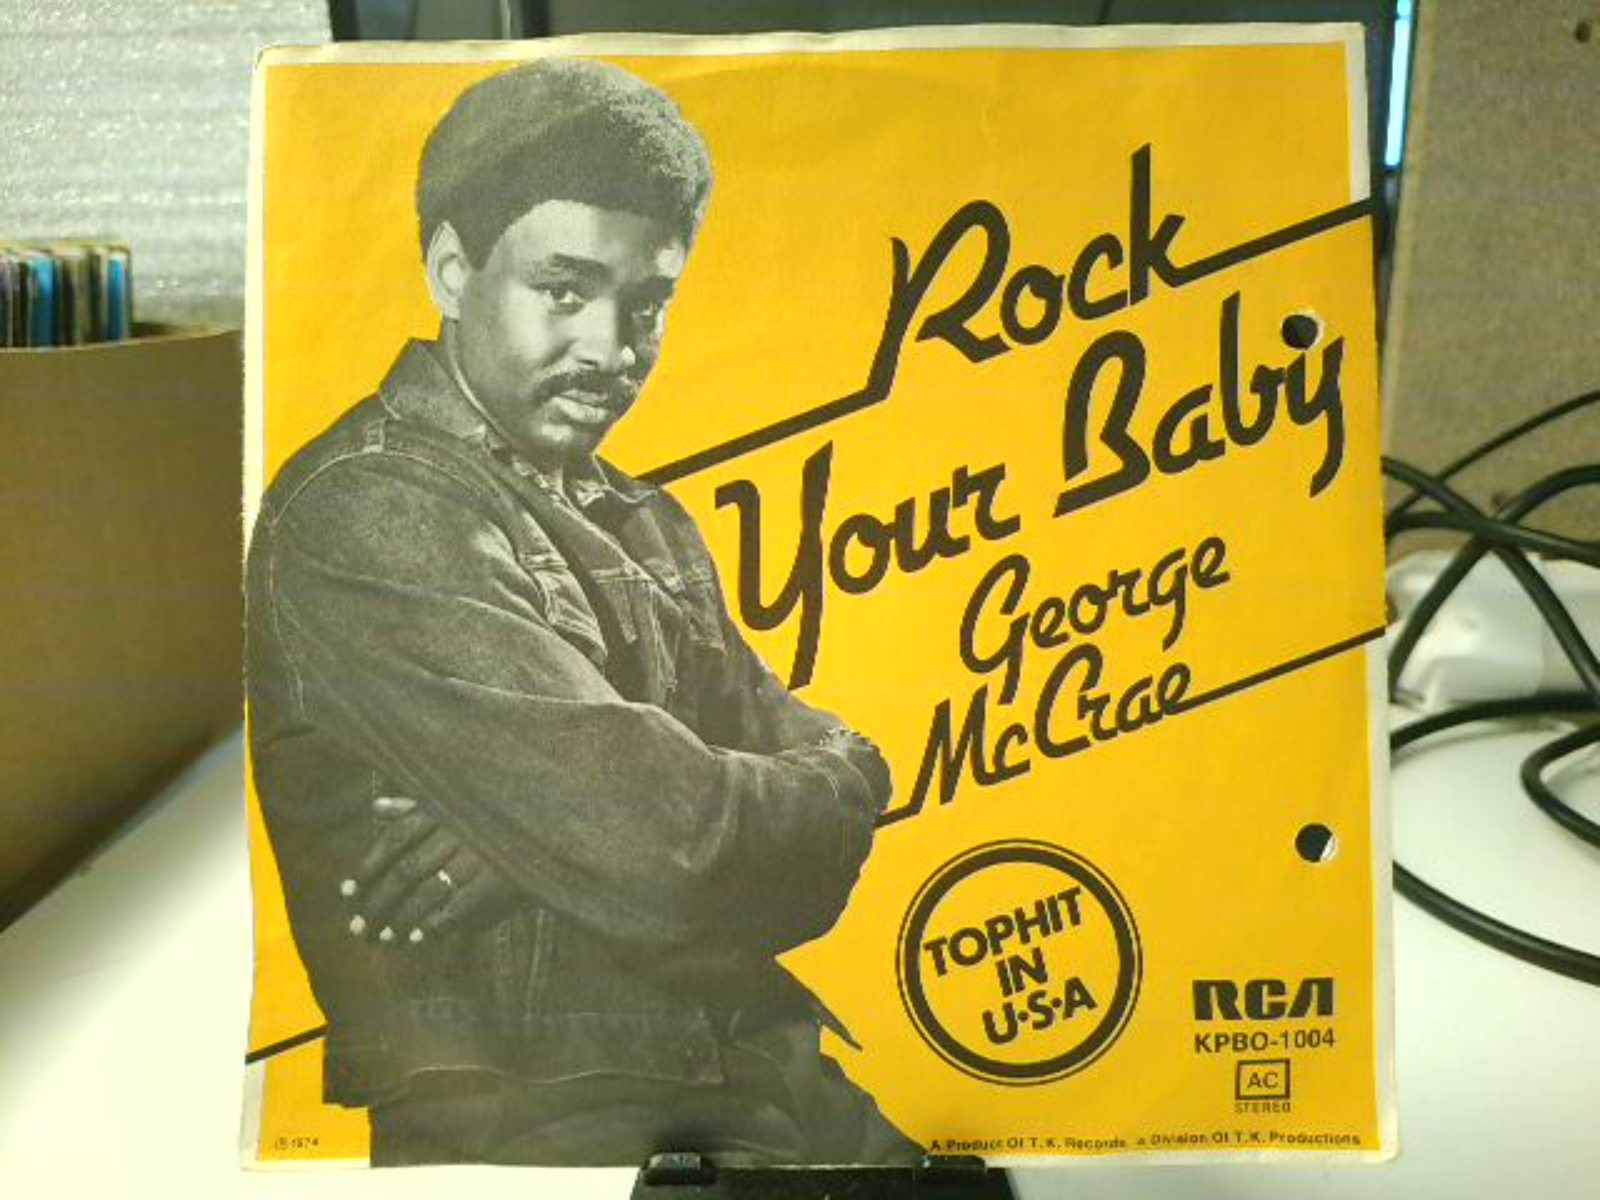 Rock
Your Baby
George
McCrae
TOPHIT
IN
U·S·A
RCA
KPBO-1004
AC
STEREO
A Product Of T.K. Records, a Division Of T.K. Productions
1974